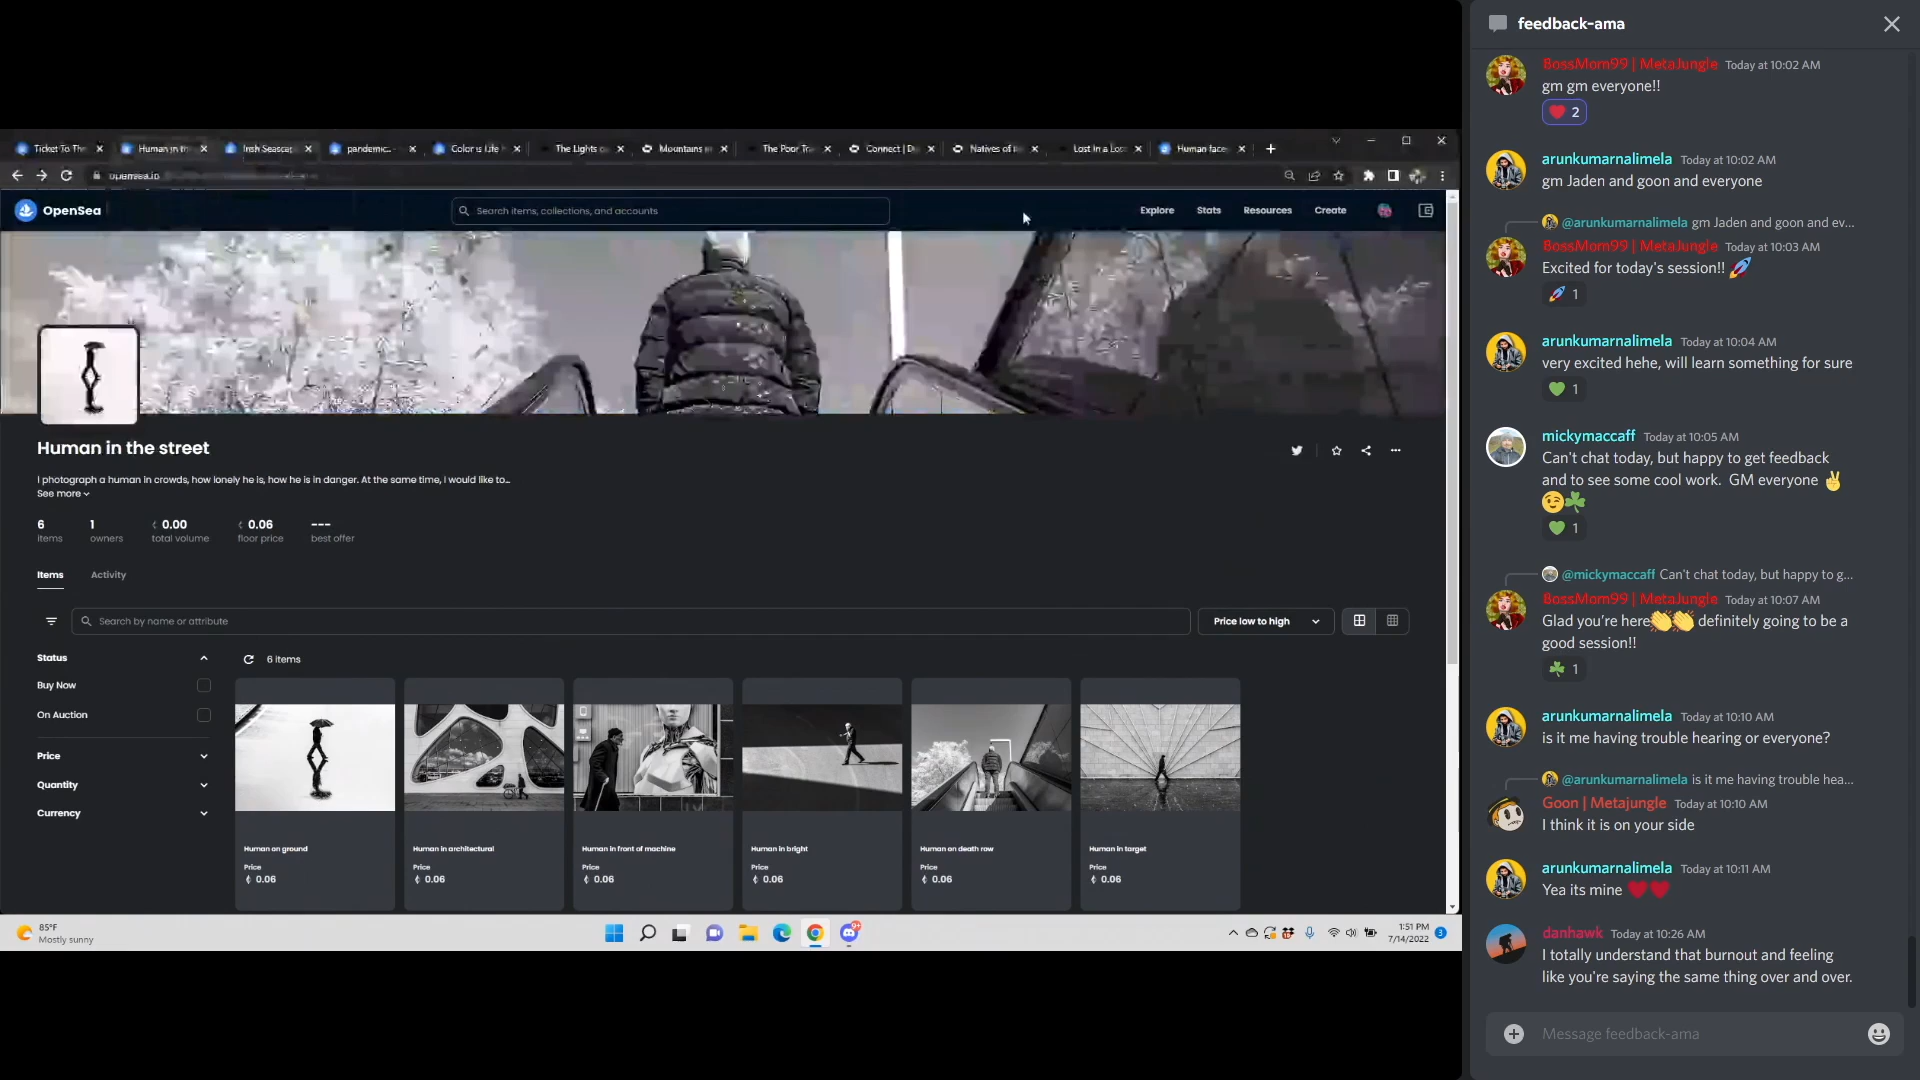 Ticket To The
Human in th
Irish Seascap
pandemic...
Color is Life
The Lights o
Mountains in
The Poor Tra
Connect | D
Natives of
Lost in a Los
Human face
opensea.io
OpenSea
Search items, collections, and accounts
Explore
Stats
Resources
Create
Human in the street
I photograph a human in crowds, how lonely he is, how he is in danger. At the same time, I would like to...
See more
6
items
1
owners
0.00
total volume
0.06
floor price
---
best offer
Items
Activity
Search by name or attribute
Price low to high
Status
Buy Now
On Auction
Price
Quantity
Currency
6 items
Human on ground
Price
0.06
Human in architectural
Price
0.06
Human in front of machine
Price
0.06
Human in bright
Price
0.06
Human on death row
Price
0.06
Human in target
Price
0.06
85°F
Mostly sunny
9+
1:51 PM
7/14/2022
3
feedback-ama
BossMom99 | MetaJungle Today at 10:02 AM
gm gm everyone!!
❤️ 2
arunkumarnalimela Today at 10:02 AM
gm Jaden and goon and everyone
@arunkumarnalimela gm Jaden and goon and ev...
BossMom99 | MetaJungle Today at 10:03 AM
Excited for today's session!! 🚀
🚀 1
arunkumarnalimela Today at 10:04 AM
very excited hehe, will learn something for sure
💚 1
mickymaccaff Today at 10:05 AM
Can't chat today, but happy to get feedback
and to see some cool work. GM everyone ✌️
😉☘️
💚 1
@mickymaccaff Can't chat today, but happy to g...
BossMom99 | MetaJungle Today at 10:07 AM
Glad you're here👏👏 definitely going to be a
good session!!
☘️ 1
arunkumarnalimela Today at 10:10 AM
is it me having trouble hearing or everyone?
@arunkumarnalimela is it me having trouble hea...
Goon | Metajungle Today at 10:10 AM
I think it is on your side
arunkumarnalimela Today at 10:11 AM
Yea its mine ❤️❤️
danhawk Today at 10:26 AM
I totally understand that burnout and feeling
like you're saying the same thing over and over.
Message feedback-ama